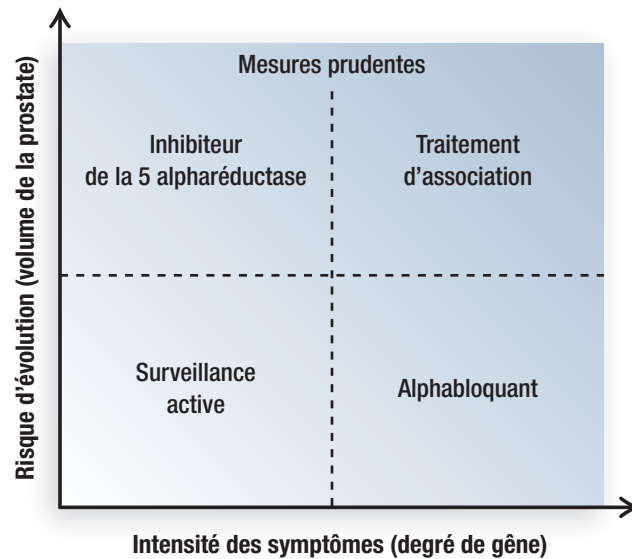 Risque d'évolution (volume de la prostate)
Mesures prudentes
Inhibiteur
de la 5 alpharéductase
Traitement
d'association
Surveillance
active
Alphabloquant
Intensité des symptômes (degré de gêne)